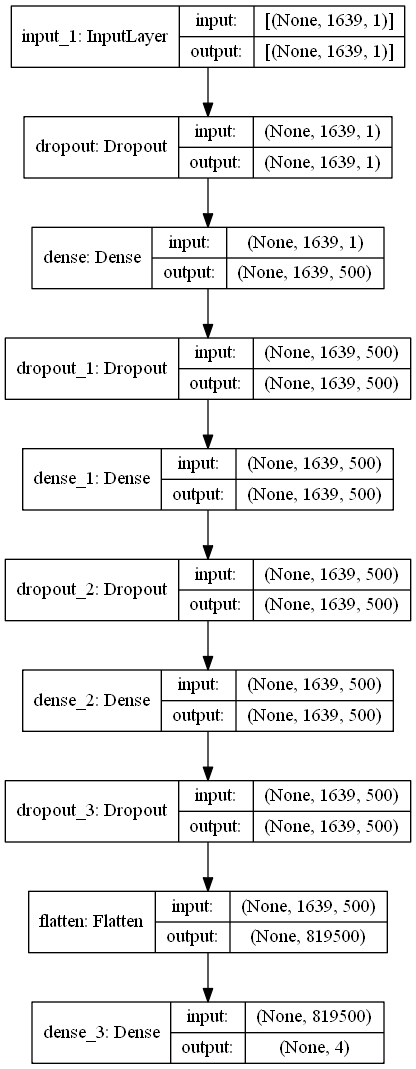 input_1: InputLayer
input: [(None, 1639, 1)]
output: [(None, 1639, 1)]
dropout: Dropout
input: (None, 1639, 1)
output: (None, 1639, 1)
dense: Dense
input: (None, 1639, 1)
output: (None, 1639, 500)
dropout_1: Dropout
input: (None, 1639, 500)
output: (None, 1639, 500)
dense_1: Dense
input: (None, 1639, 500)
output: (None, 1639, 500)
dropout_2: Dropout
input: (None, 1639, 500)
output: (None, 1639, 500)
dense_2: Dense
input: (None, 1639, 500)
output: (None, 1639, 500)
dropout_3: Dropout
input: (None, 1639, 500)
output: (None, 1639, 500)
flatten: Flatten
input: (None, 1639, 500)
output: (None, 819500)
dense_3: Dense
input: (None, 819500)
output: (None, 4)